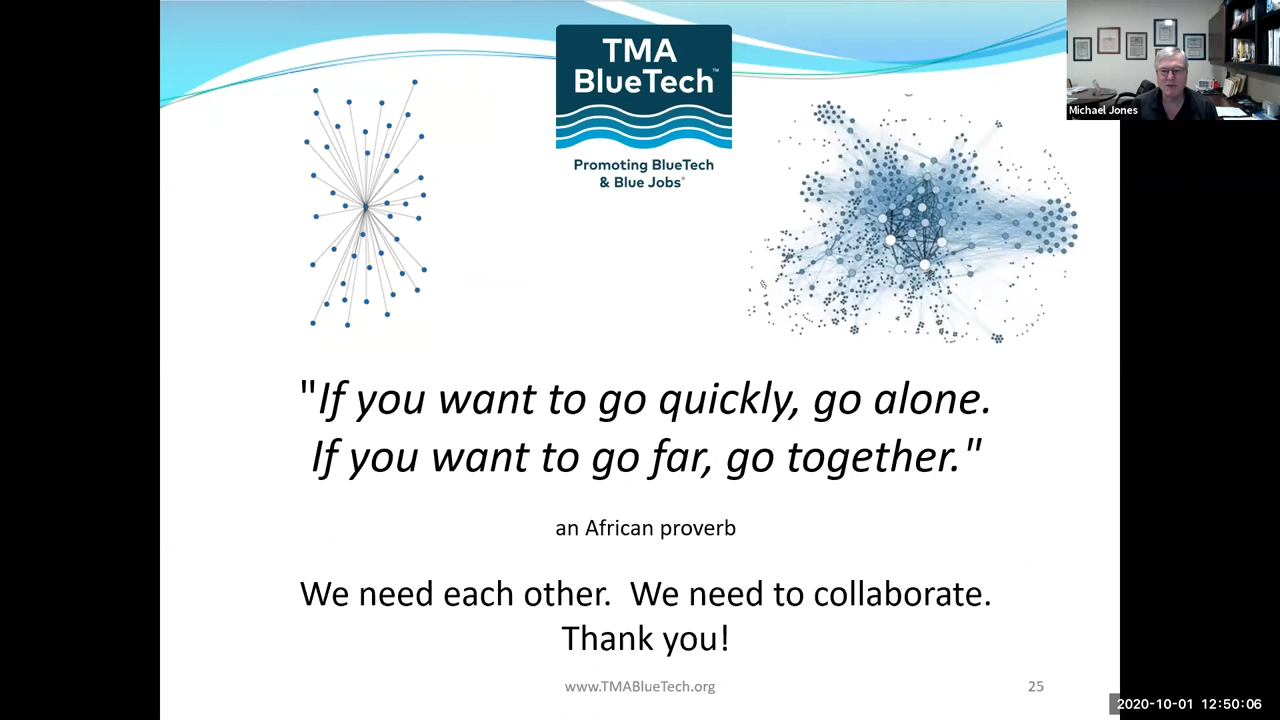 TMA
BlueTech™
Promoting BlueTech
& Blue Jobs®
Michael Jones
"If you want to go quickly, go alone.
If you want to go far, go together."
an African proverb
We need each other.  We need to collaborate.
Thank you!
www.TMABlueTech.org
25
2020-10-01 12:50:06